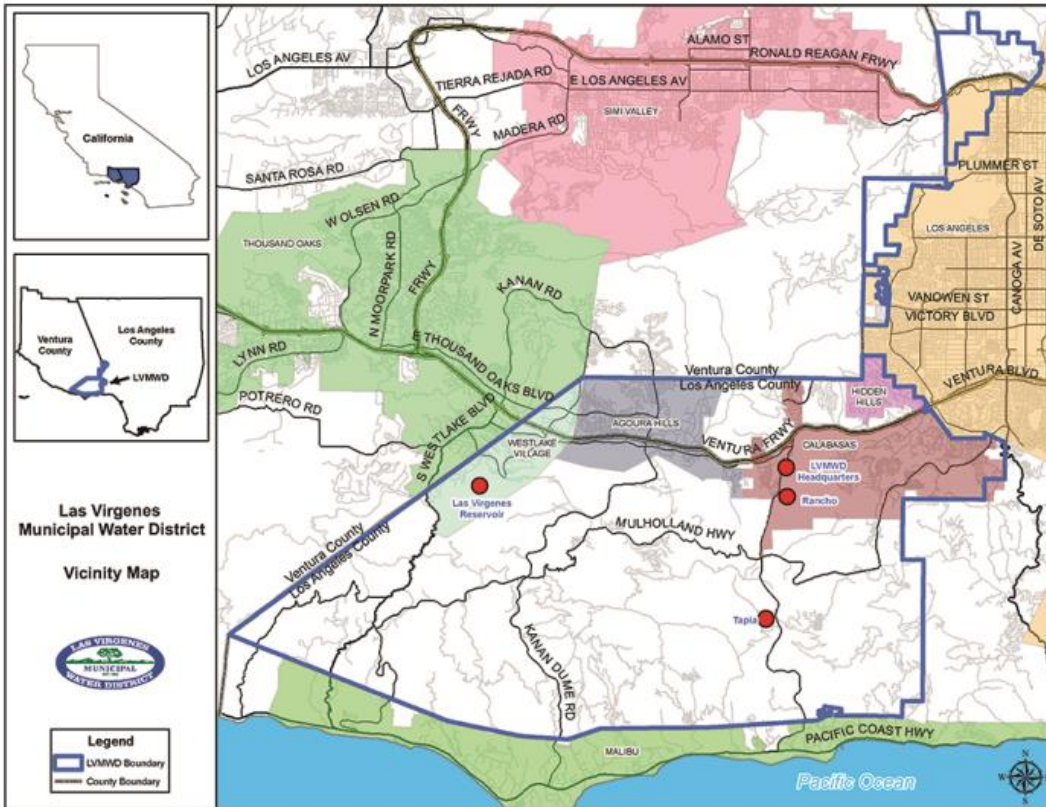 California
Ventura
County
Los Angeles
County
LVMWD
Las Virgenes
Municipal Water District
Vicinity Map
LAS VIRGENES
MUNICIPAL
WATER DISTRICT
Legend
LVMWD Boundary
County Boundary
LOS ANGELES AV
TIERRA REJADA RD
FRWY
ALAMO ST
RONALD REAGAN FRWY
E LOS ANGELES AV
SIMI VALLEY
MADERA RD
SANTA ROSA RD
W OLSEN RD
THOUSAND OAKS
N MOORPARK RD
FRWY
KANAN RD
PLUMMER ST
LOS ANGELES
DE SOTO AV
CANOGA AV
VANOWEN ST
VICTORY BLVD
VENTURA BLVD
LYNN RD
E THOUSAND OAKS BLVD
POTRERO RD
S WESTLAKE BLVD
Ventura County
Los Angeles County
HIDDEN
HILLS
WESTLAKE
VILLAGE
AGOURA HILLS
VENTURA FRWY
CALABASAS
LVMWD
Headquarters
Rancho
Las Virgenes
Reservoir
MULHOLLAND HWY
Ventura County
Los Angeles County
Tapia
KANAN DUME RD
MALIBU
PACIFIC COAST HWY
Pacific Ocean
N
W
E
S